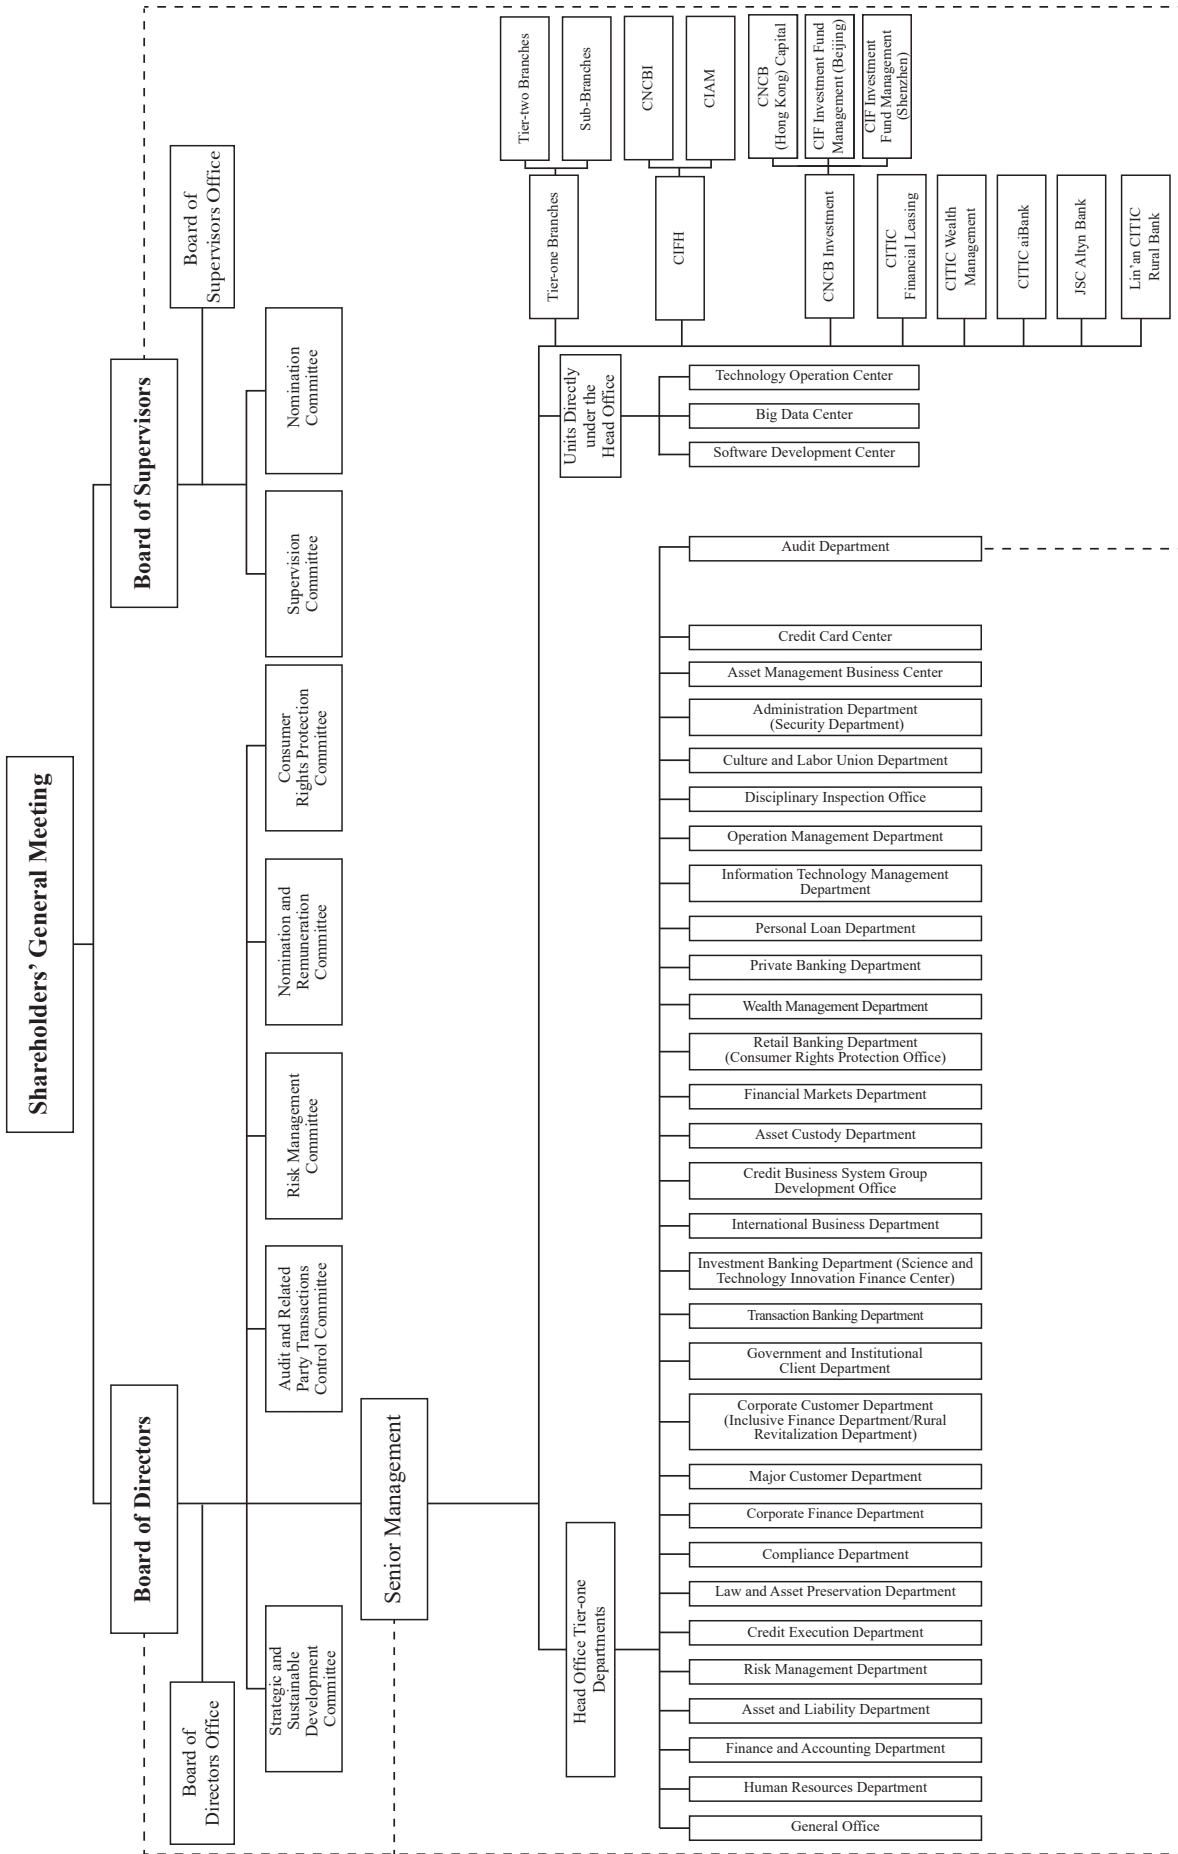 Shareholders' General Meeting
Board of Directors
Board of Supervisors
Board of
Directors Office
Board of
Supervisors Office
Strategic and
Sustainable
Development
Committee
Audit and Related
Party Transactions
Control Committee
Risk Management
Committee
Nomination and
Remuneration
Committee
Consumer
Rights Protection
Committee
Supervision
Committee
Nomination
Committee
Senior Management
Head Office Tier-one
Departments
Units Directly
under the
Head Office
Tier-one Branches
Tier-two Branches
Sub-Branches
CIFH
CNCBI
CIAM
CNCB Investment
CNCB
(Hong Kong) Capital
CIF Investment Fund
Management (Beijing)
CIF Investment
Fund Management
(Shenzhen)
CITIC
Financial Leasing
CITIC Wealth
Management
CITIC aiBank
JSC Altyn Bank
Lin'an CITIC
Rural Bank
Technology Operation Center
Big Data Center
Software Development Center
Audit Department
Credit Card Center
Asset Management Business Center
Administration Department
(Security Department)
Culture and Labor Union Department
Disciplinary Inspection Office
Operation Management Department
Information Technology Management
Department
Personal Loan Department
Private Banking Department
Wealth Management Department
Retail Banking Department
(Consumer Rights Protection Office)
Financial Markets Department
Asset Custody Department
Credit Business System Group
Development Office
International Business Department
Investment Banking Department (Science and
Technology Innovation Finance Center)
Transaction Banking Department
Government and Institutional
Client Department
Corporate Customer Department
(Inclusive Finance Department/Rural
Revitalization Department)
Major Customer Department
Corporate Finance Department
Compliance Department
Law and Asset Preservation Department
Credit Execution Department
Risk Management Department
Asset and Liability Department
Finance and Accounting Department
Human Resources Department
General Office